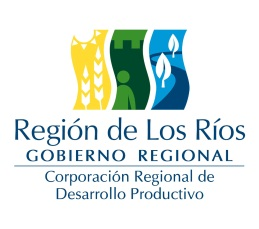 Región de Los Ríos
GOBIERNO REGIONAL
Corporación Regional de
Desarrollo Productivo